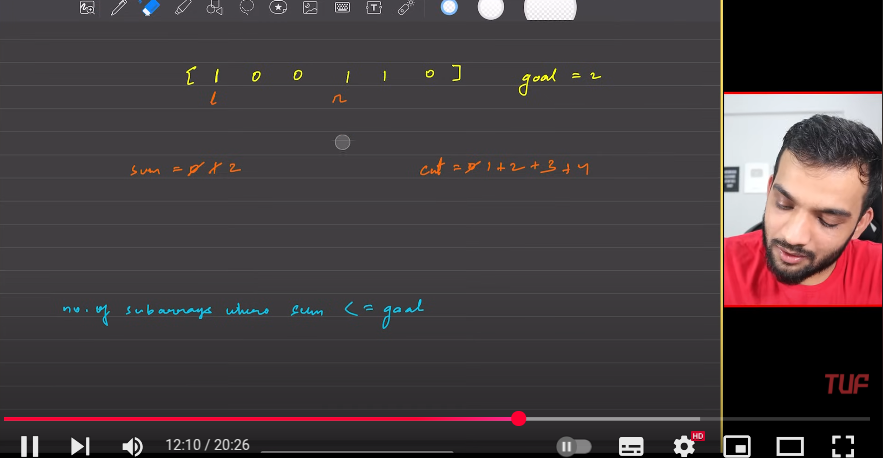 [ 1 0 0 1 1 0 ] goal = 2
l r
sum = 0 1 2 cnt = 0 1+2+3+4
no. of subarrays where sum <= goal
TUF
HD
12:10 / 20:26